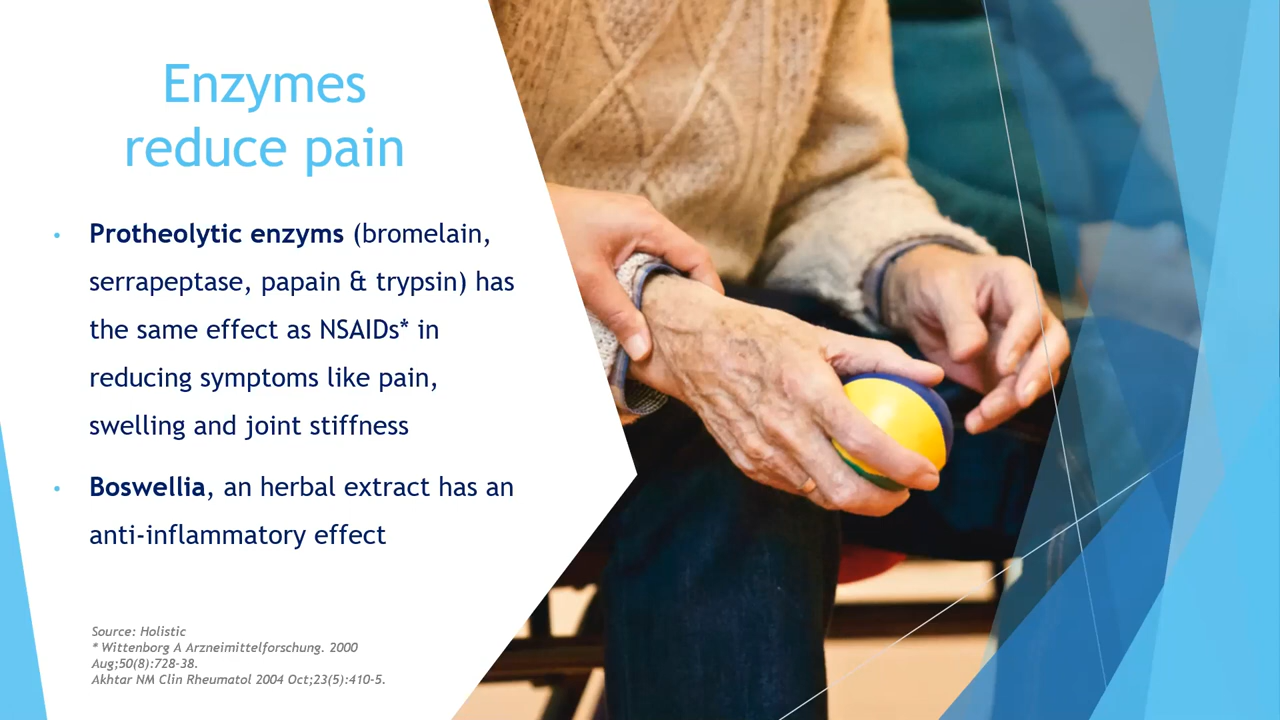 Enzymes
reduce pain
• Protheolytic enzyms (bromelain,
serrapeptase, papain & trypsin) has
the same effect as NSAIDs* in
reducing symptoms like pain,
swelling and joint stiffness
• Boswellia, an herbal extract has an
anti-inflammatory effect
Source: Holistic
* Wittenborg A Arzneimittelforschung. 2000
Aug;50(8):728-38.
Akhtar NM Clin Rheumatol 2004 Oct;23(5):410-5.